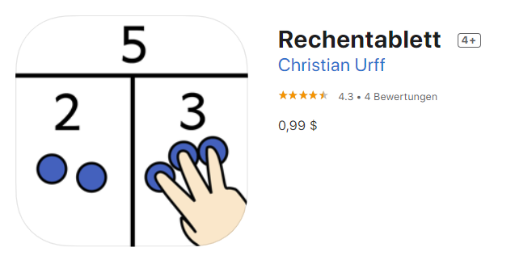 5
2 3
Rechentablett 4+
Christian Urff
4.3 • 4 Bewertungen
0,99 $